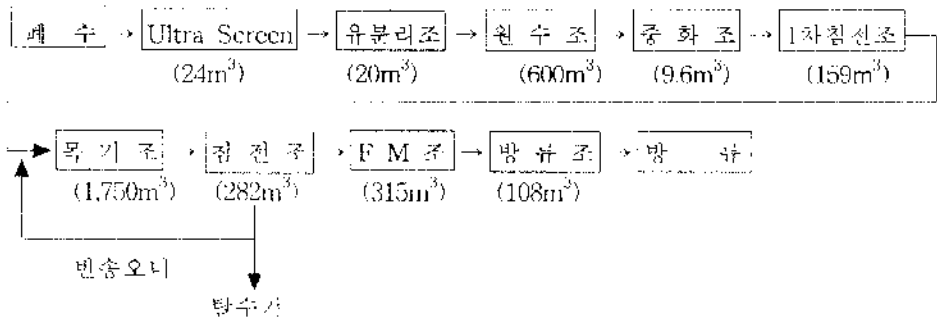 폐 수 → Ultra Screen → 유분리조 → 원 수 조 → 중 화 조 → 1차침전조
(24m³) (20m³) (600m³) (9.6m³) (159m³)
폭 기 조 → 침 전 조 → F M 조 → 방 류 조 → 방 류
(1,750m³) (282m³) (315m³) (108m³)
반송오니
탈수기